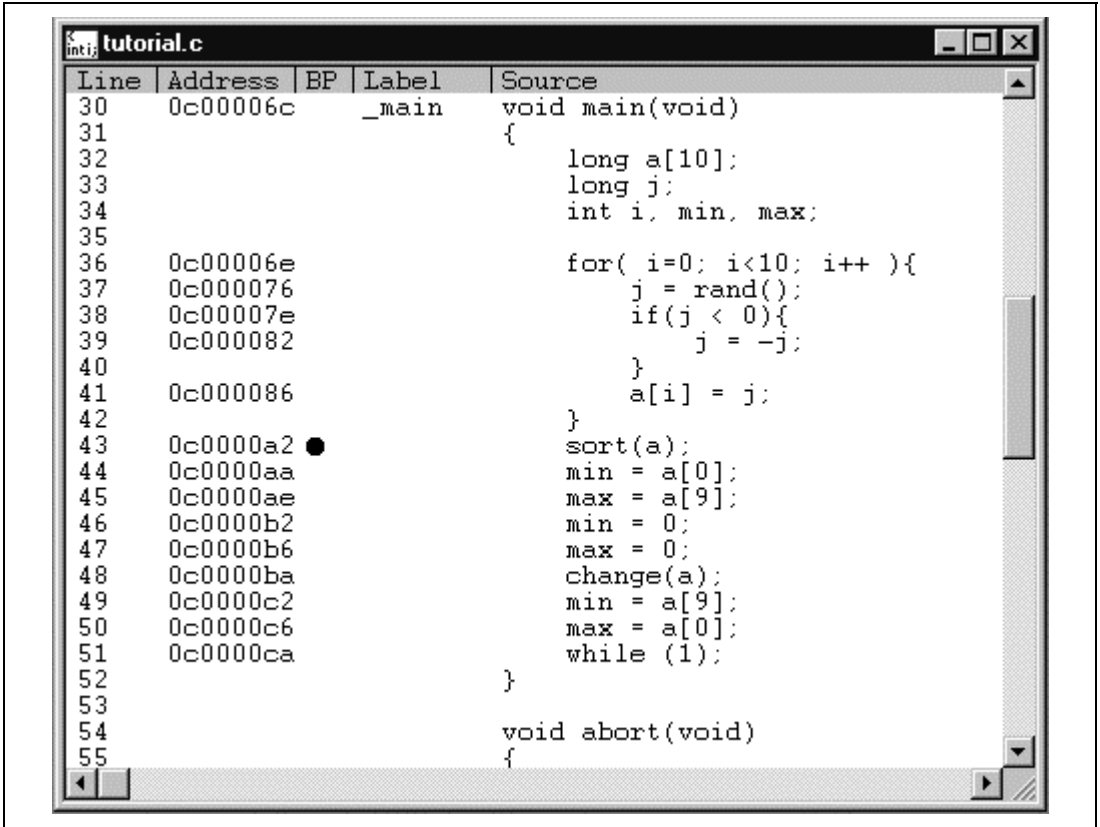 tutorial.c
Line Address BP Label Source
30 0c00006c _main void main(void)
31 {
32 long a[10];
33 long j;
34 int i, min, max;
35
36 0c00006e for( i=0; i<10; i++ ){
37 0c000076 j = rand();
38 0c00007e if(j < 0){
39 0c000082 j = -j;
40 }
41 0c000086 a[i] = j;
42 }
43 0c0000a2 sort(a);
44 0c0000aa min = a[0];
45 0c0000ae max = a[9];
46 0c0000b2 min = 0;
47 0c0000b6 max = 0;
48 0c0000ba change(a);
49 0c0000c2 min = a[9];
50 0c0000c6 max = a[0];
51 0c0000ca while (1);
52 }
53
54 void abort(void)
55 {